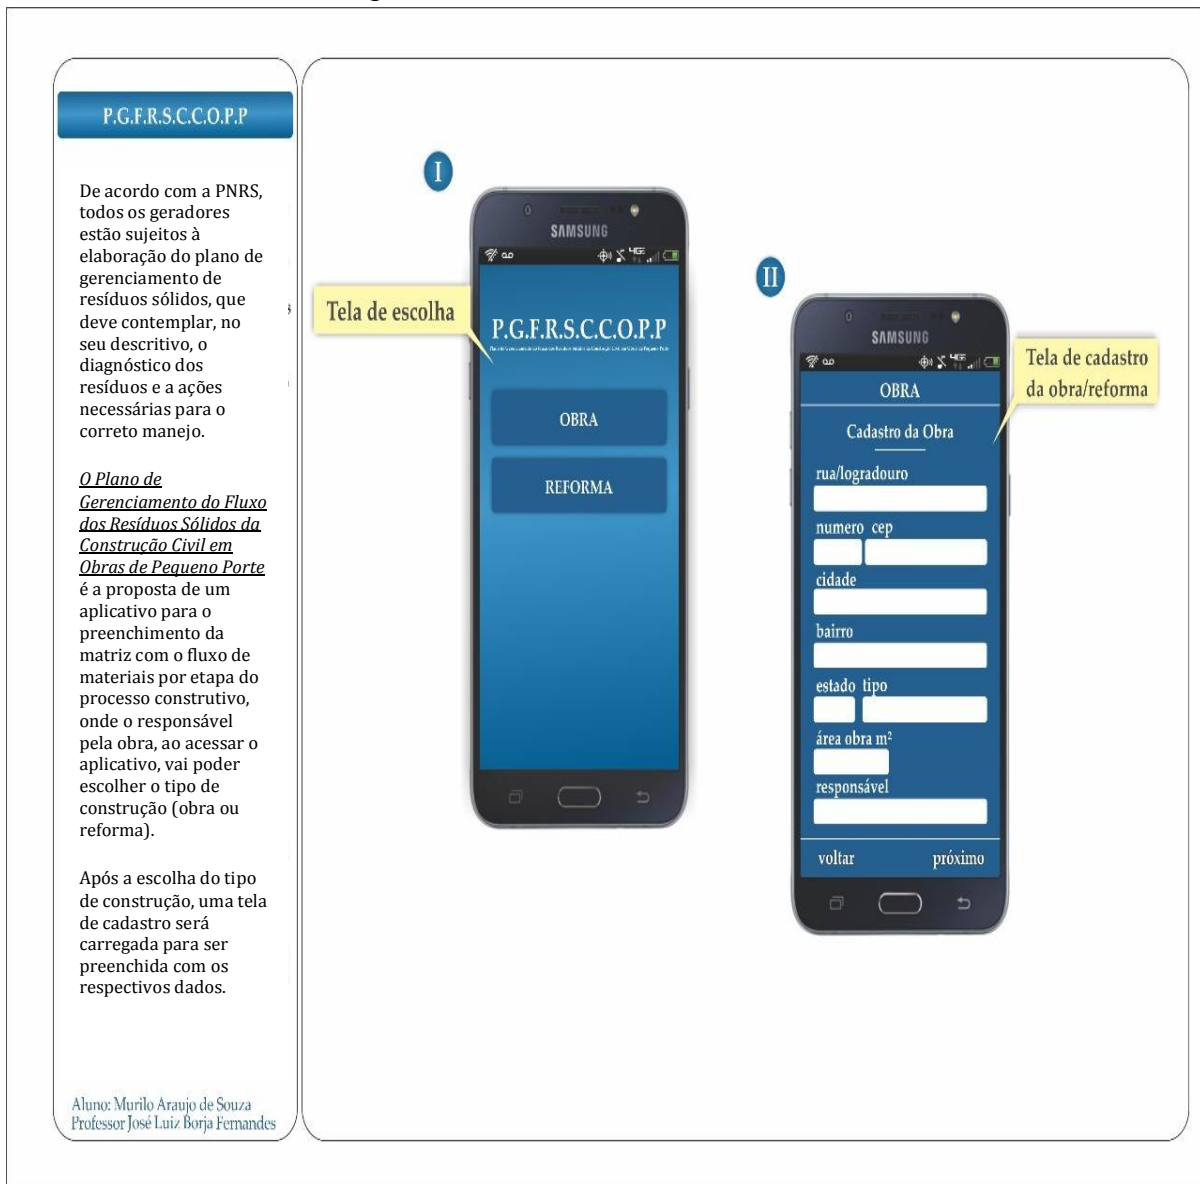 P.G.F.R.S.C.C.O.P.P
De acordo com a PNRS,
todos os geradores
estão sujeitos à
elaboração do plano de
gerenciamento de
resíduos sólidos, que
deve contemplar, no
seu descritivo, o
diagnóstico dos
resíduos e a ações
necessárias para o
correto manejo.
O Plano de
Gerenciamento do Fluxo
dos Resíduos Sólidos da
Construção Civil em
Obras de Pequeno Porte
é a proposta de um
aplicativo para o
preenchimento da
matriz com o fluxo de
materiais por etapa do
processo construtivo,
onde o responsável
pela obra, ao acessar o
aplicativo, vai poder
escolher o tipo de
construção (obra ou
reforma).
Após a escolha do tipo
de construção, uma tela
de cadastro será
carregada para ser
preenchida com os
respectivos dados.
Aluno: Murilo Araujo de Souza
Professor José Luiz Borja Fernandes
I
SAMSUNG
4GE
Tela de escolha
P.G.F.R.S.C.C.O.P.P
OBRA
REFORMA
II
SAMSUNG
4GE
Tela de cadastro
da obra/reforma
OBRA
Cadastro da Obra
rua/logradouro
numero cep
cidade
bairro
estado tipo
área obra m²
responsável
voltar próximo